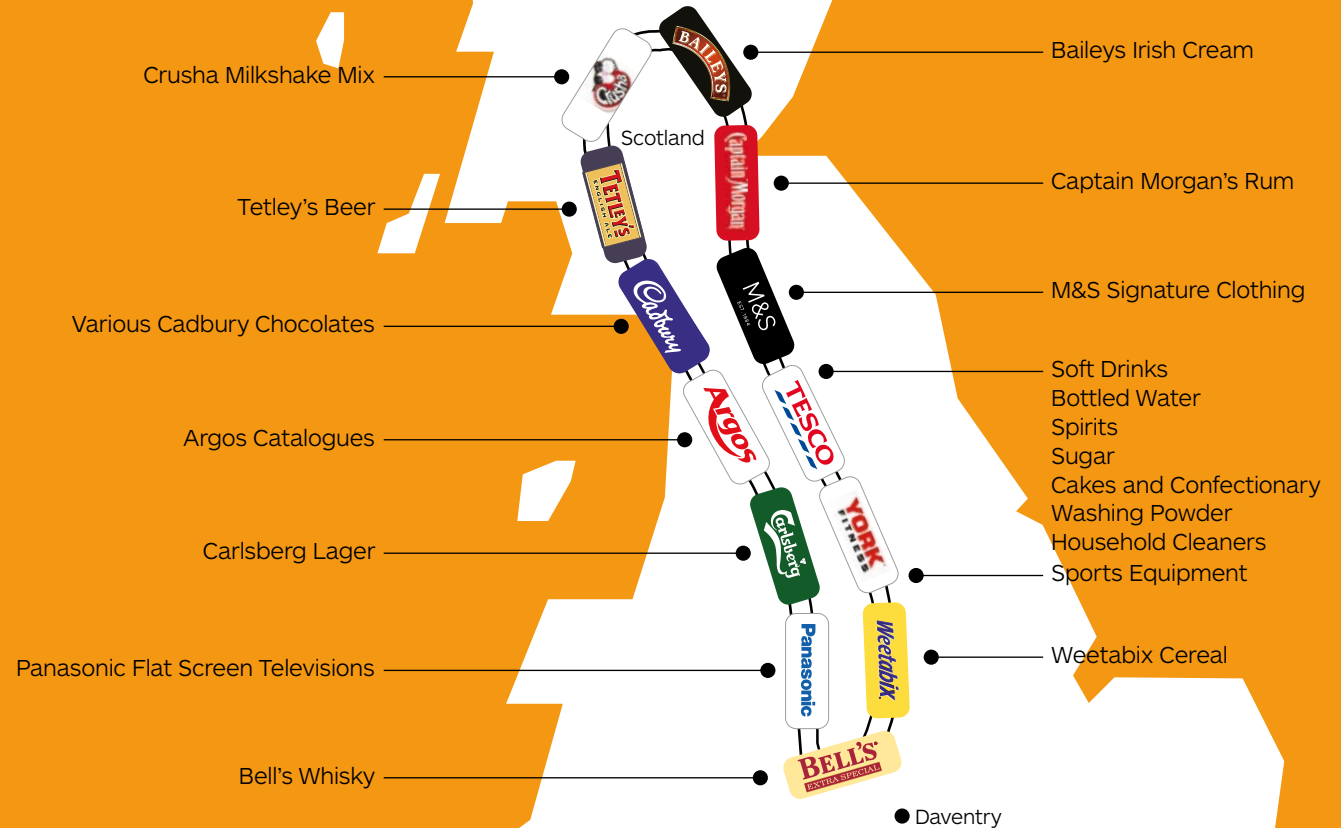 Crusha Milkshake Mix
Tetley's Beer
Various Cadbury Chocolates
Argos Catalogues
Carlsberg Lager
Panasonic Flat Screen Televisions
Bell's Whisky
Crusha
TETLEY'S
ENGLISH ALE
Cadbury
Argos
Carlsberg
Panasonic
BELL'S
EXTRA SPECIAL
Scotland
BAILEYS
Captain Morgan
M&S
EST 1884
TESCO
YORK
FITNESS
Weetabix
Daventry
Baileys Irish Cream
Captain Morgan’s Rum
M&S Signature Clothing
Soft Drinks
Bottled Water
Spirits
Sugar
Cakes and Confectionary
Washing Powder
Household Cleaners
Sports Equipment
Weetabix Cereal